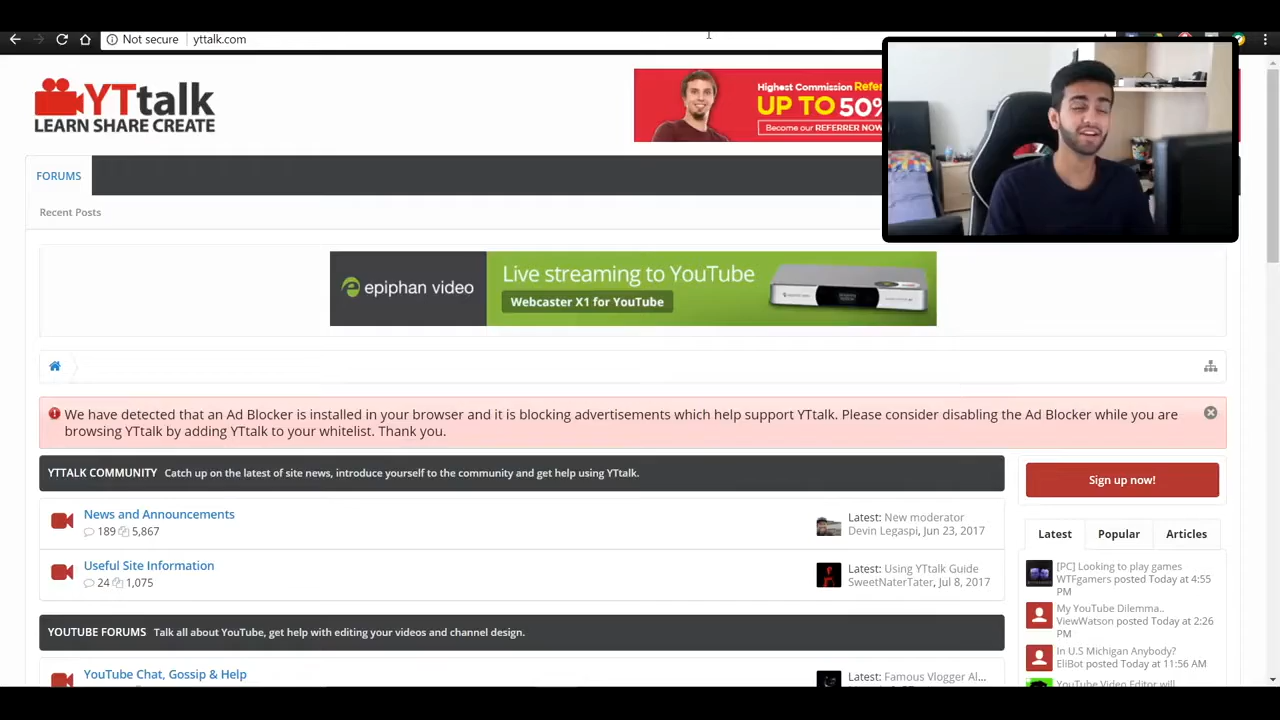 Not secure
yttalk.com
YTtalk
LEARN SHARE CREATE
Highest Commission
UP TO 50%
Become our REFERRER NOW
FORUMS
Recent Posts
epiphan video
Live streaming to YouTube
Webcaster X1 for YouTube
We have detected that an Ad Blocker is installed in your browser and it is blocking advertisements which help support YTtalk. Please consider disabling the Ad Blocker while you are
browsing YTtalk by adding YTtalk to your whitelist. Thank you.
YTTALK COMMUNITY Catch up on the latest of site news, introduce yourself to the community and get help using YTtalk.
News and Announcements
189 5,867
Latest: New moderator
Devin Legaspi, Jun 23, 2017
Useful Site Information
24 1,075
Latest: Using YTtalk Guide
SweetNaterTater, Jul 8, 2017
YOUTUBE FORUMS Talk all about YouTube, get help with editing your videos and channel design.
YouTube Chat, Gossip & Help
Latest: Famous Vlogger Al...
Sign up now!
Latest Popular Articles
[PC] Looking to play games
WTFgamers posted Today at 4:55
PM
My YouTube Dilemma..
ViewWatson posted Today at 2:26
PM
In U.S Michigan Anybody?
EliBot posted Today at 11:56 AM
YouTube Video Editor will